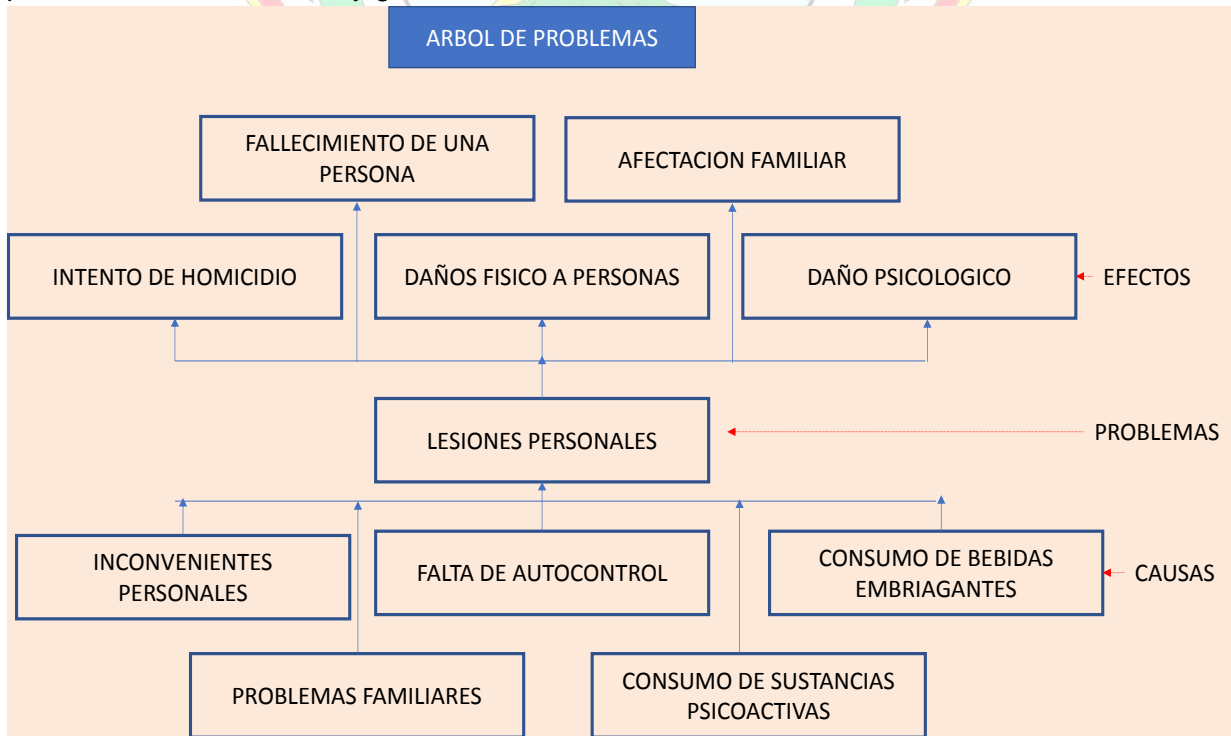 ARBOL DE PROBLEMAS
FALLECIMIENTO DE UNA
PERSONA
AFECTACION FAMILIAR
INTENTO DE HOMICIDIO
DAÑOS FISICO A PERSONAS
DAÑO PSICOLOGICO
EFECTOS
LESIONES PERSONALES
PROBLEMAS
INCONVENIENTES
PERSONALES
FALTA DE AUTOCONTROL
CONSUMO DE BEBIDAS
EMBRIAGANTES
CAUSAS
PROBLEMAS FAMILIARES
CONSUMO DE SUSTANCIAS
PSICOACTIVAS